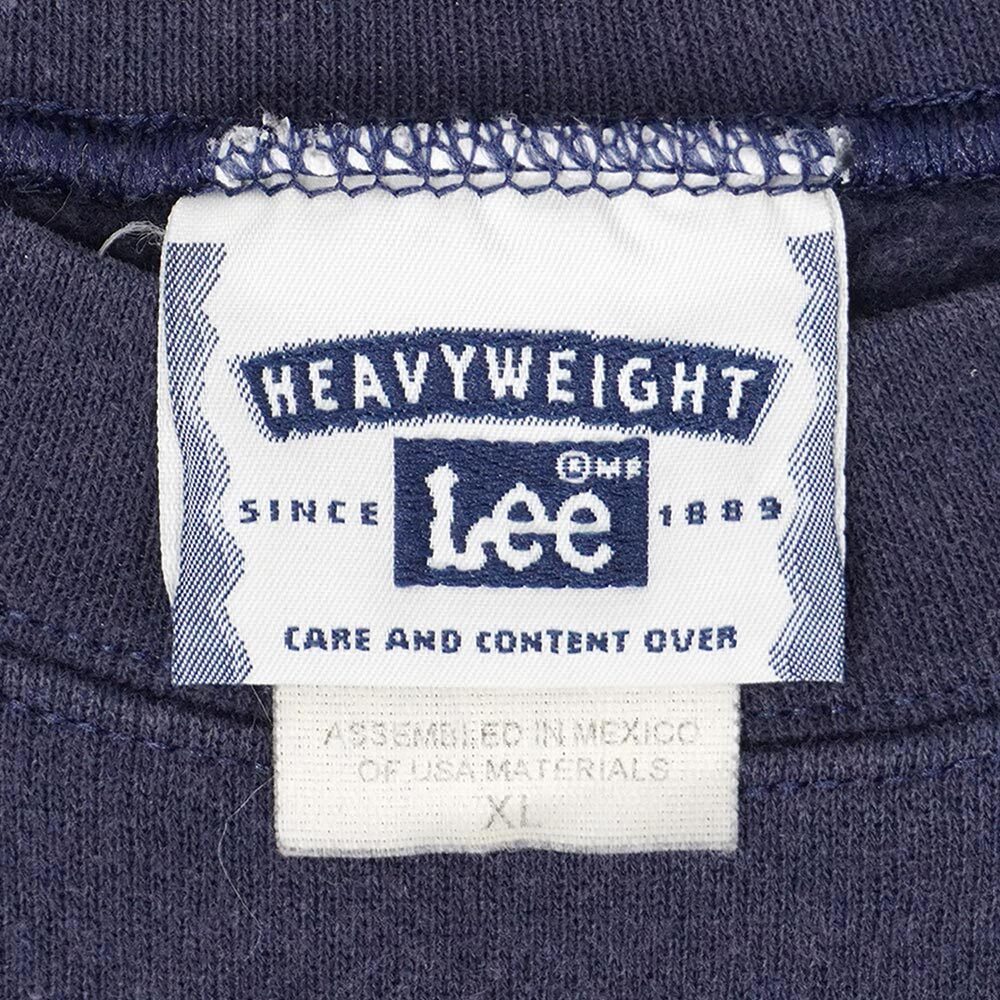 HEAVYWEIGHT
® MR
SINCE Lee 1889
CARE AND CONTENT OVER
ASSEMBLED IN MEXICO
OF USA MATERIALS
XL